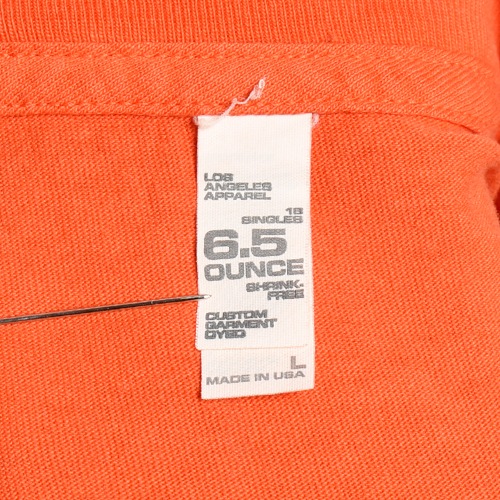 LOS
ANGELES
APPAREL
18
SINGLES
6.5
OUNCE
SHRINK-
FREE
CUSTOM
GARMENT
DYED
L
MADE IN USA